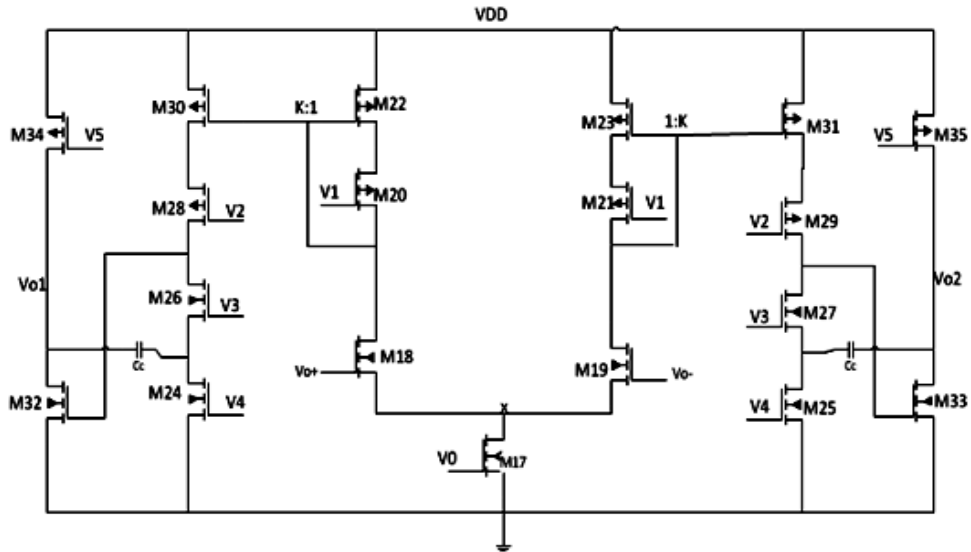 VDD
M34 V5 M30 K:1 M22 M23 1:K M31 V5 M35
M28 V2 V1 M20 M21 V1 V2 M29
Vo1 M26 V3 V3 M27 Vo2
Cc M18 M19 Cc
M32 M24 V4 Vo+ Vo- V4 M25 M33
x
V0 M17